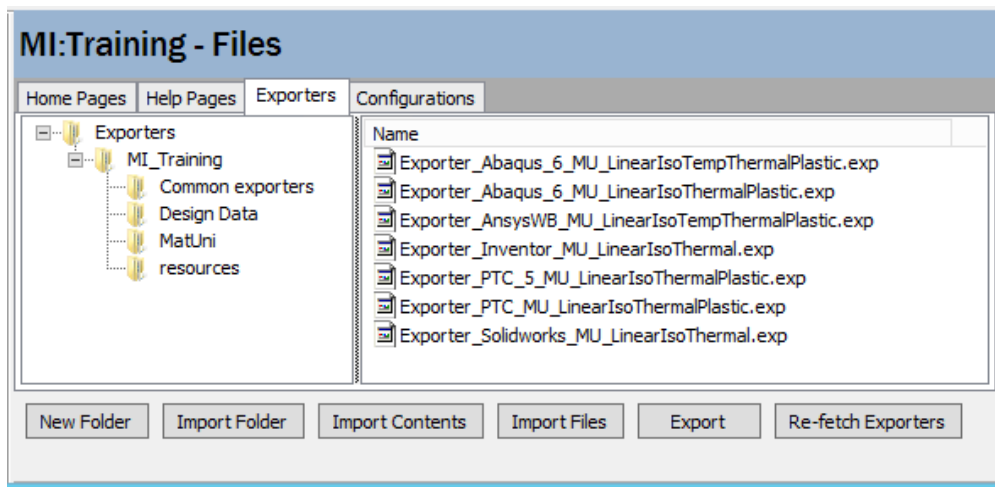 MI:Training - Files
Home Pages Help Pages Exporters Configurations
Exporters
MI_Training
Common exporters
Design Data
MatUni
resources
Name
Exporter_Abaqus_6_MU_LinearIsoTempThermalPlastic.exp
Exporter_Abaqus_6_MU_LinearIsoThermalPlastic.exp
Exporter_AnsysWB_MU_LinearIsoTempThermalPlastic.exp
Exporter_Inventor_MU_LinearIsoThermal.exp
Exporter_PTC_5_MU_LinearIsoThermalPlastic.exp
Exporter_PTC_MU_LinearIsoThermalPlastic.exp
Exporter_Solidworks_MU_LinearIsoThermal.exp
New Folder Import Folder Import Contents Import Files Export Re-fetch Exporters